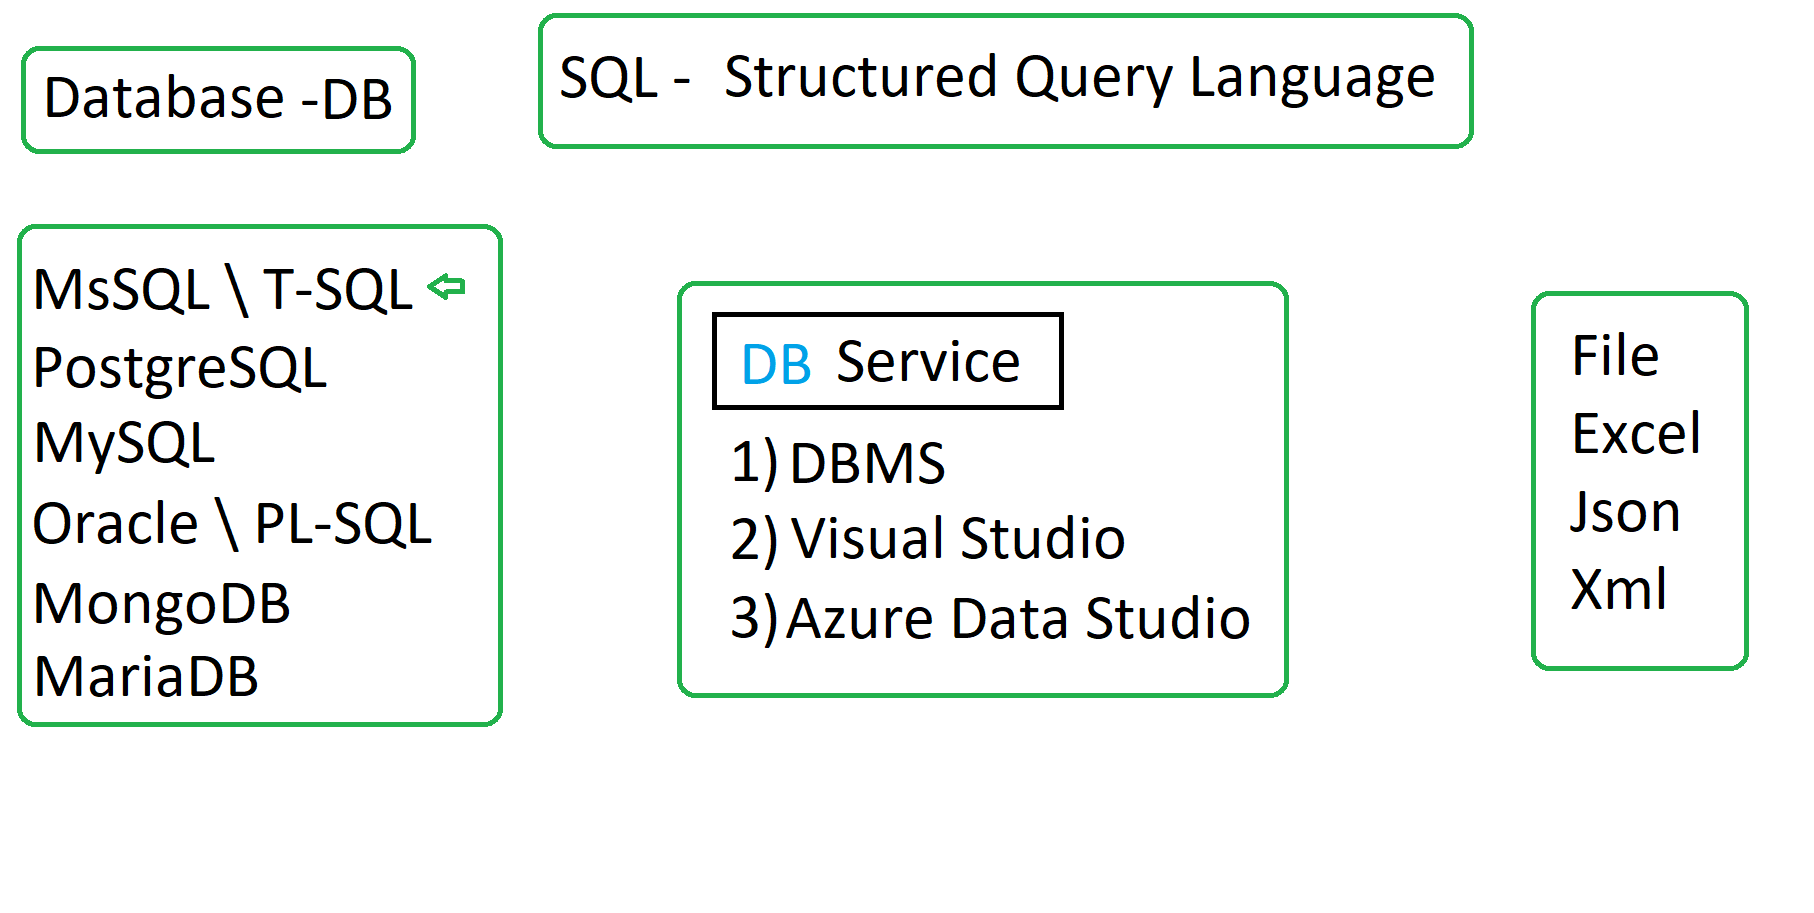 Database -DB
SQL - Structured Query Language
MsSQL \ T-SQL
PostgreSQL
MySQL
Oracle \ PL-SQL
MongoDB
MariaDB
DB Service
1) DBMS
2) Visual Studio
3) Azure Data Studio
File
Excel
Json
Xml